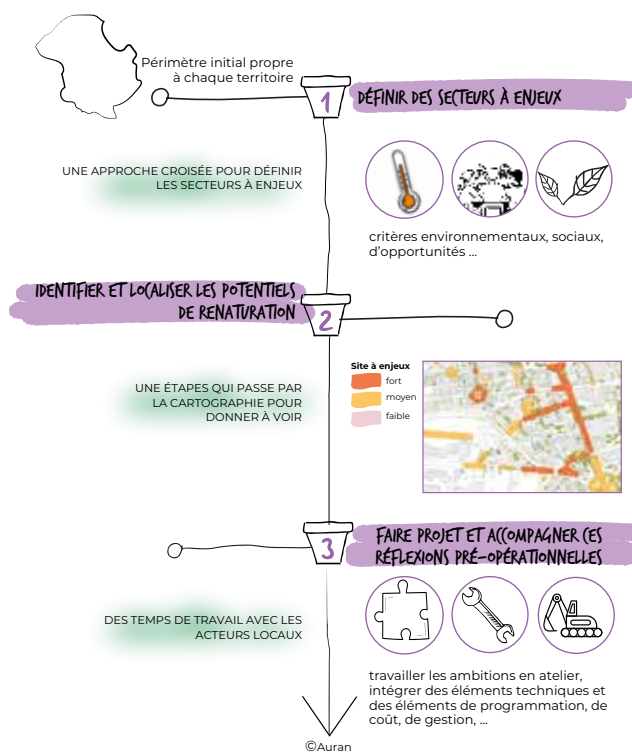 Périmètre initial propre
à chaque territoire
1
DÉFINIR DES SECTEURS À ENJEUX
UNE APPROCHE CROISÉE POUR DÉFINIR
LES SECTEURS À ENJEUX
critères environnementaux, sociaux,
d'opportunités ...
IDENTIFIER ET LOCALISER LES POTENTIELS
DE RENATURATION
2
UNE ÉTAPES QUI PASSE PAR
LA CARTOGRAPHIE POUR
DONNER À VOIR
Site à enjeux
fort
moyen
faible
3
FAIRE PROJET ET ACCOMPAGNER CES
RÉFLEXIONS PRÉ-OPÉRATIONNELLES
DES TEMPS DE TRAVAIL AVEC LES
ACTEURS LOCAUX
travailler les ambitions en atelier,
intégrer des éléments techniques et
des éléments de programmation, de
coût, de gestion, ...
©Auran